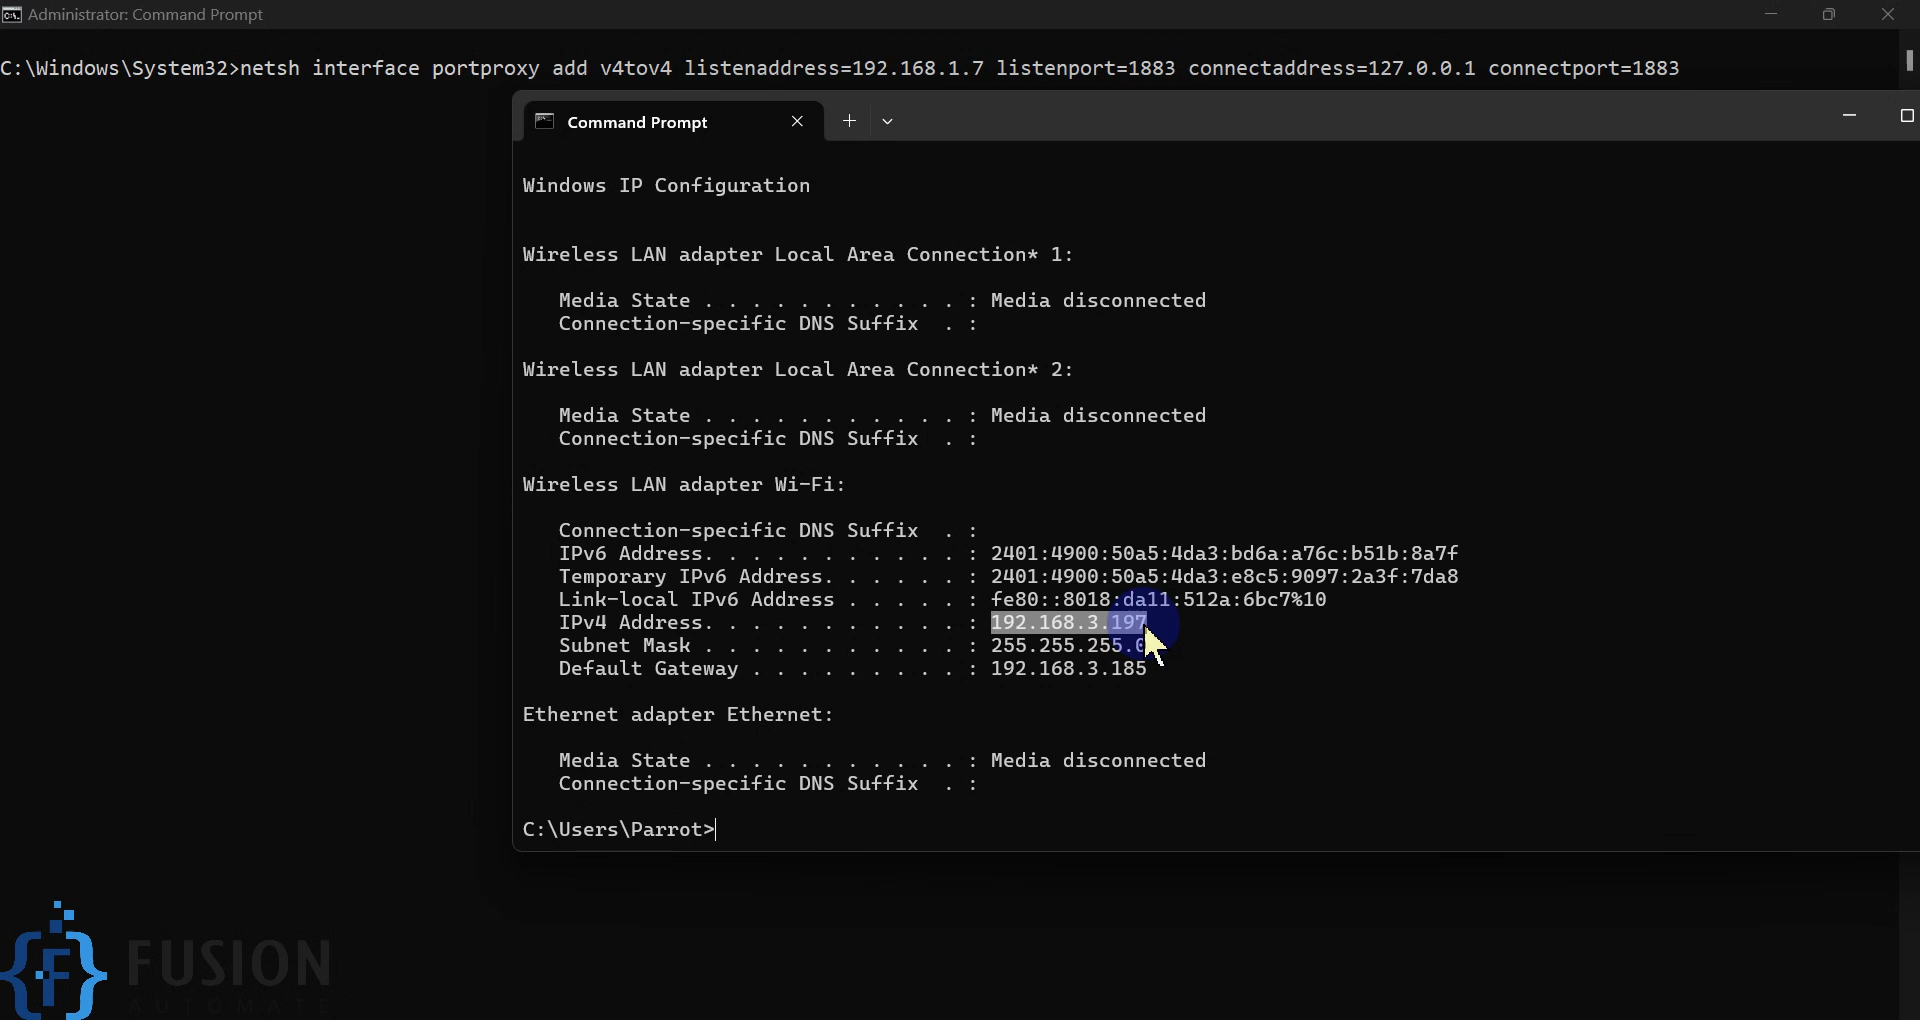 Administrator: Command Prompt
C:\Windows\System32>netsh interface portproxy add v4tov4 listenaddress=192.168.1.7 listenport=1883 connectaddress=127.0.0.1 connectport=1883
Command Prompt
Windows IP Configuration
Wireless LAN adapter Local Area Connection* 1:
Media State . . . . . . . . . . . : Media disconnected
Connection-specific DNS Suffix . :
Wireless LAN adapter Local Area Connection* 2:
Media State . . . . . . . . . . . : Media disconnected
Connection-specific DNS Suffix . :
Wireless LAN adapter Wi-Fi:
Connection-specific DNS Suffix . :
IPv6 Address. . . . . . . . . . . : 2401:4900:50a5:4da3:bd6a:a76c:b51b:8a7f
Temporary IPv6 Address. . . . . . : 2401:4900:50a5:4da3:e8c5:9097:2a3f:7da8
Link-local IPv6 Address . . . . . : fe80::8018:da11:512a:6bc7%10
IPv4 Address. . . . . . . . . . . : 192.168.3.197
Subnet Mask . . . . . . . . . . . : 255.255.255.0
Default Gateway . . . . . . . . . : 192.168.3.185
Ethernet adapter Ethernet:
Media State . . . . . . . . . . . : Media disconnected
Connection-specific DNS Suffix . :
C:\Users\Parrot>
FUSION
AUTOMATE